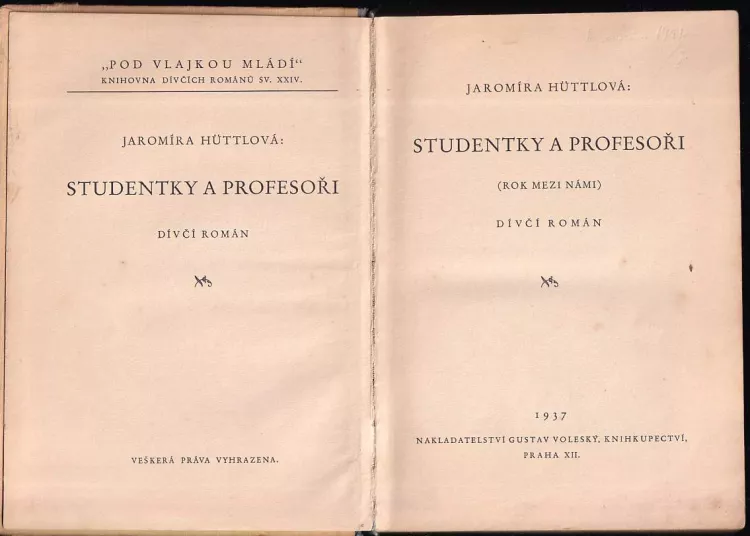 „POD VLAJKOU MLÁDÍ“
KNIHOVNA DÍVČÍCH ROMÁNŮ SV. XXIV.
JAROMÍRA HÜTTLOVÁ:
STUDENTKY A PROFESOŘI
DÍVČÍ ROMÁN
VEŠKERÁ PRÁVA VYHRAZENA.
JAROMÍRA HÜTTLOVÁ:
STUDENTKY A PROFESOŘI
(ROK MEZI NÁMI)
DÍVČÍ ROMÁN
1937
NAKLADATELSTVÍ GUSTAV VOLESKÝ, KNIHKUPECTVÍ,
PRAHA XII.